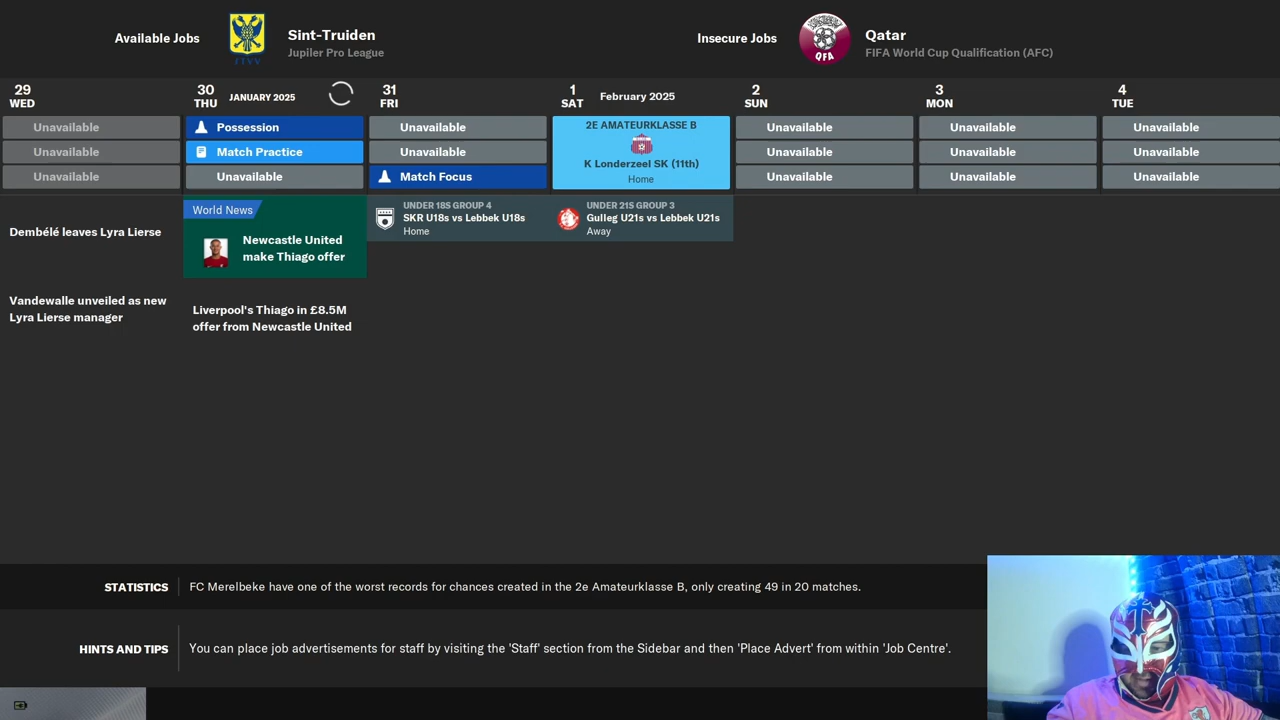 Available Jobs
Sint-Truiden
Jupiler Pro League
STVV
Insecure Jobs
QFA
Qatar
FIFA World Cup Qualification (AFC)
29
WED
30
THU
JANUARY 2025
31
FRI
1
SAT
February 2025
2
SUN
3
MON
4
TUE
Unavailable
Possession
Unavailable
2E AMATEURKLASSE B
Unavailable
Unavailable
Unavailable
Unavailable
Match Practice
Unavailable
K Londerzeel SK (11th)
Unavailable
Unavailable
Unavailable
Unavailable
Unavailable
Match Focus
Home
Unavailable
Unavailable
Unavailable
Dembélé leaves Lyra Lierse
Vandewalle unveiled as new
Lyra Lierse manager
World News
Newcastle United
make Thiago offer
Liverpool's Thiago in £8.5M
offer from Newcastle United
UNDER 18S GROUP 4
SKR U18s vs Lebbek U18s
Home
UNDER 21S GROUP 3
Gulleg U21s vs Lebbek U21s
Away
STATISTICS
FC Merelbeke have one of the worst records for chances created in the 2e Amateurklasse B, only creating 49 in 20 matches.
HINTS AND TIPS
You can place job advertisements for staff by visiting the 'Staff' section from the Sidebar and then 'Place Advert' from within 'Job Centre'.